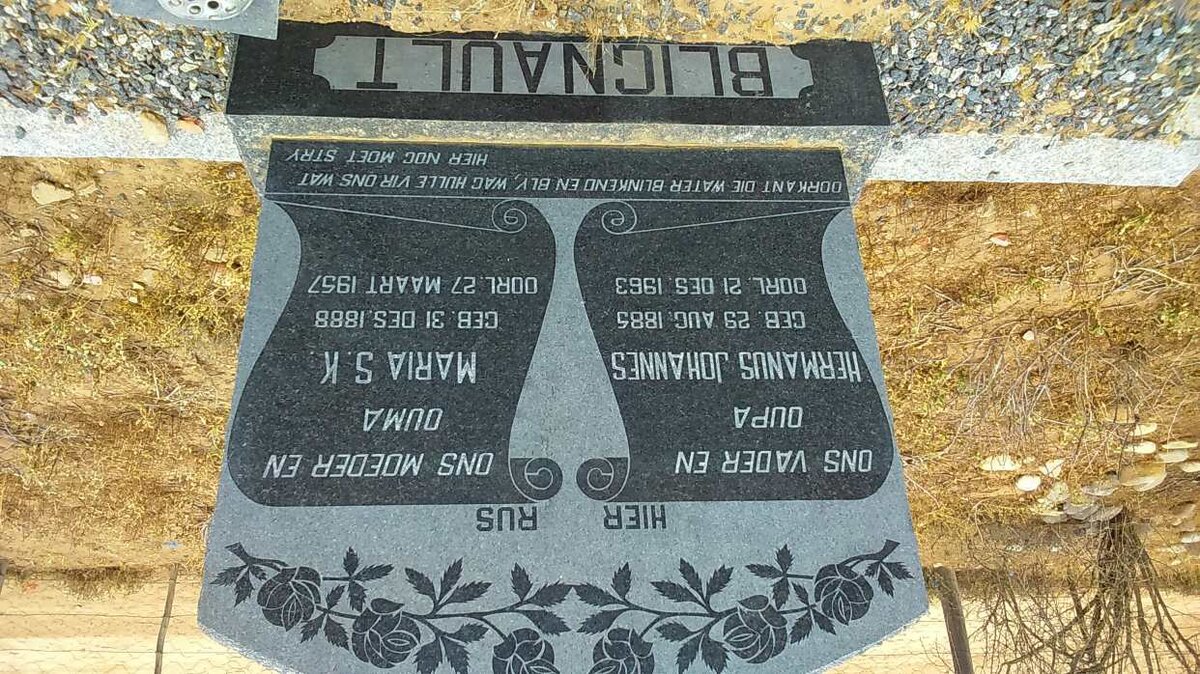 HIER RUS
ONS VADER EN
OUPA
HERMANUS JOHANNES
GEB. 29 AUG. 1885
OORL. 21 DES 1963
ONS MOEDER EN
OUMA
MARIA S.K.
GEB. 31 DES.1888
OORL. 27 MAART 1957
OORKANT DIE WATER BLINKEND EN BLY, WAG HULLE VIR ONS WAT
HIER NOG MOET STRY
BLIGNAULT